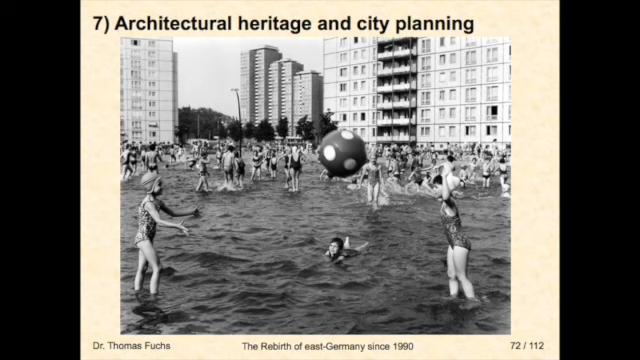 7) Architectural heritage and city planning
Dr. Thomas Fuchs
The Rebirth of east-Germany since 1990
72 / 112